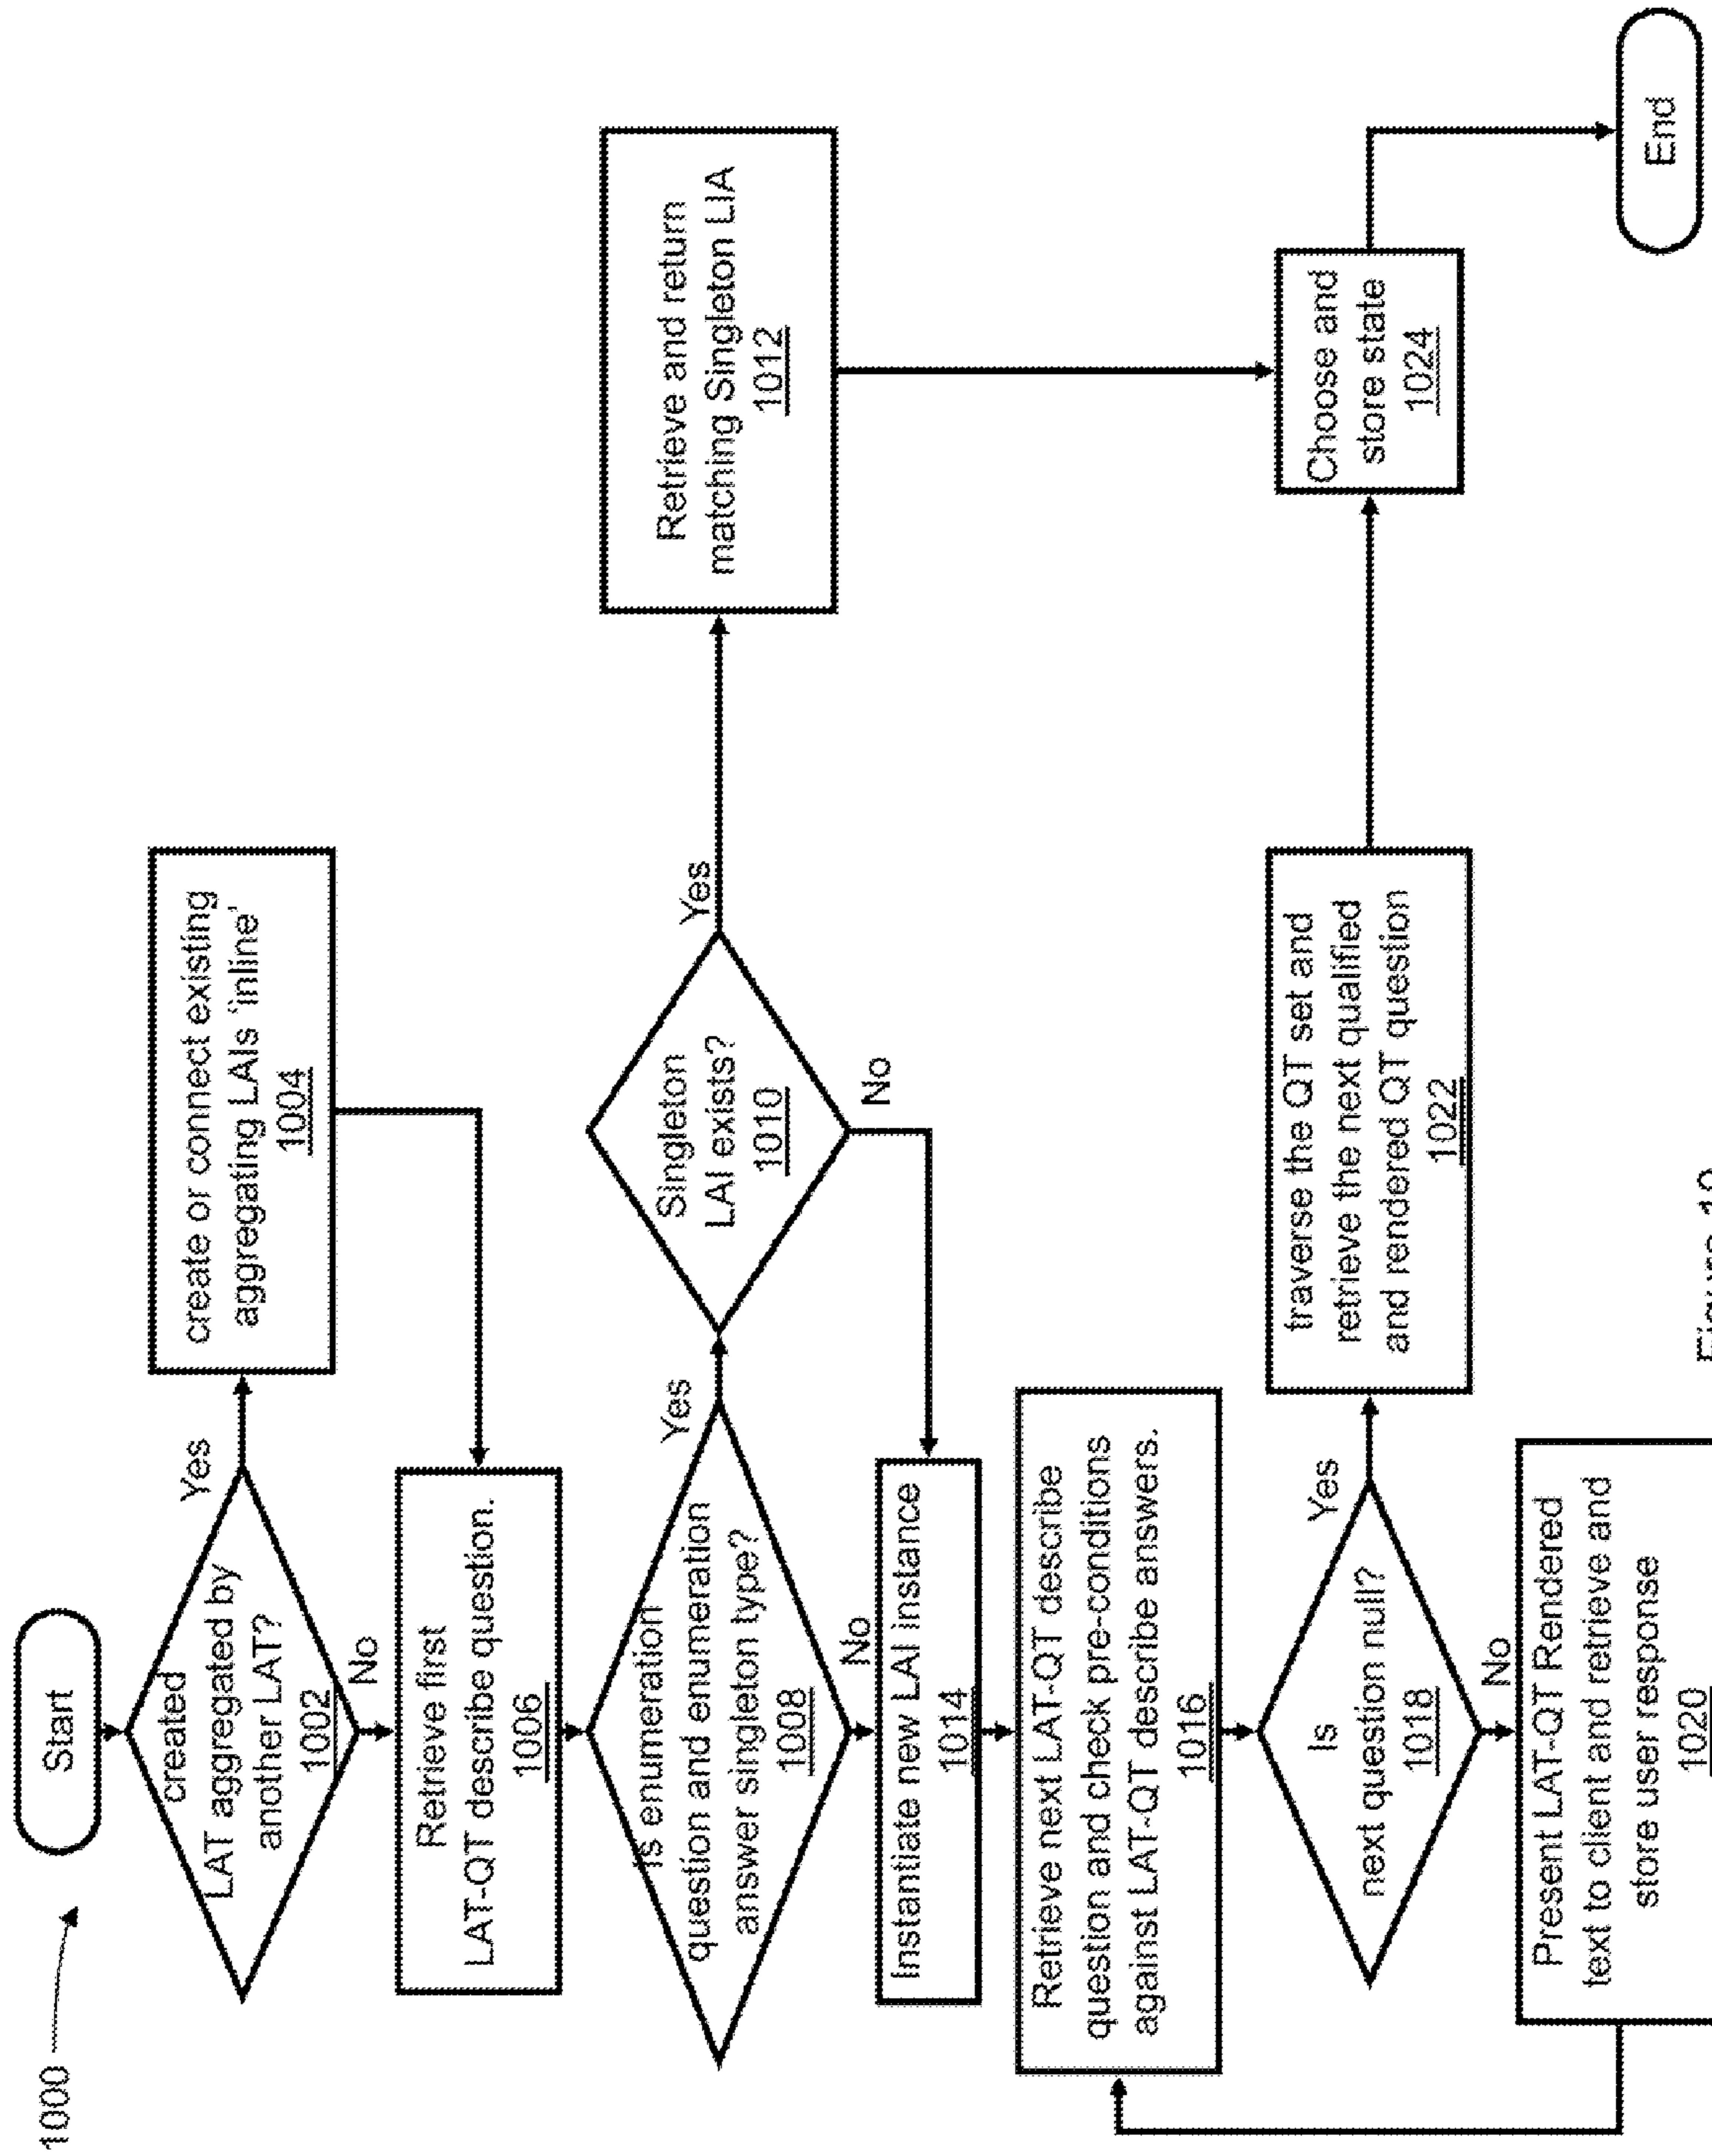 1000
Start
created
LAT aggregated by
another LAT?
1002
Yes
No
create or connect existing
aggregating LAIs 'inline'
1004
Retrieve first
LAT-QT describe question.
1006
Is enumeration
question and enumeration
answer singleton type?
1008
Yes
No
Singleton
LAI exists?
1010
Yes
No
Retrieve and return
matching Singleton LIA
1012
Instantiate new LAI instance
1014
Retrieve next LAT-QT describe
question and check pre-conditions
against LAT-QT describe answers.
1016
Is
next question null?
1018
Yes
No
traverse the QT set and
retrieve the next qualified
and rendered QT question
1022
Choose and
store state
1024
End
Present LAT-QT Rendered
text to client and retrieve and
store user response
1020
Figure 10